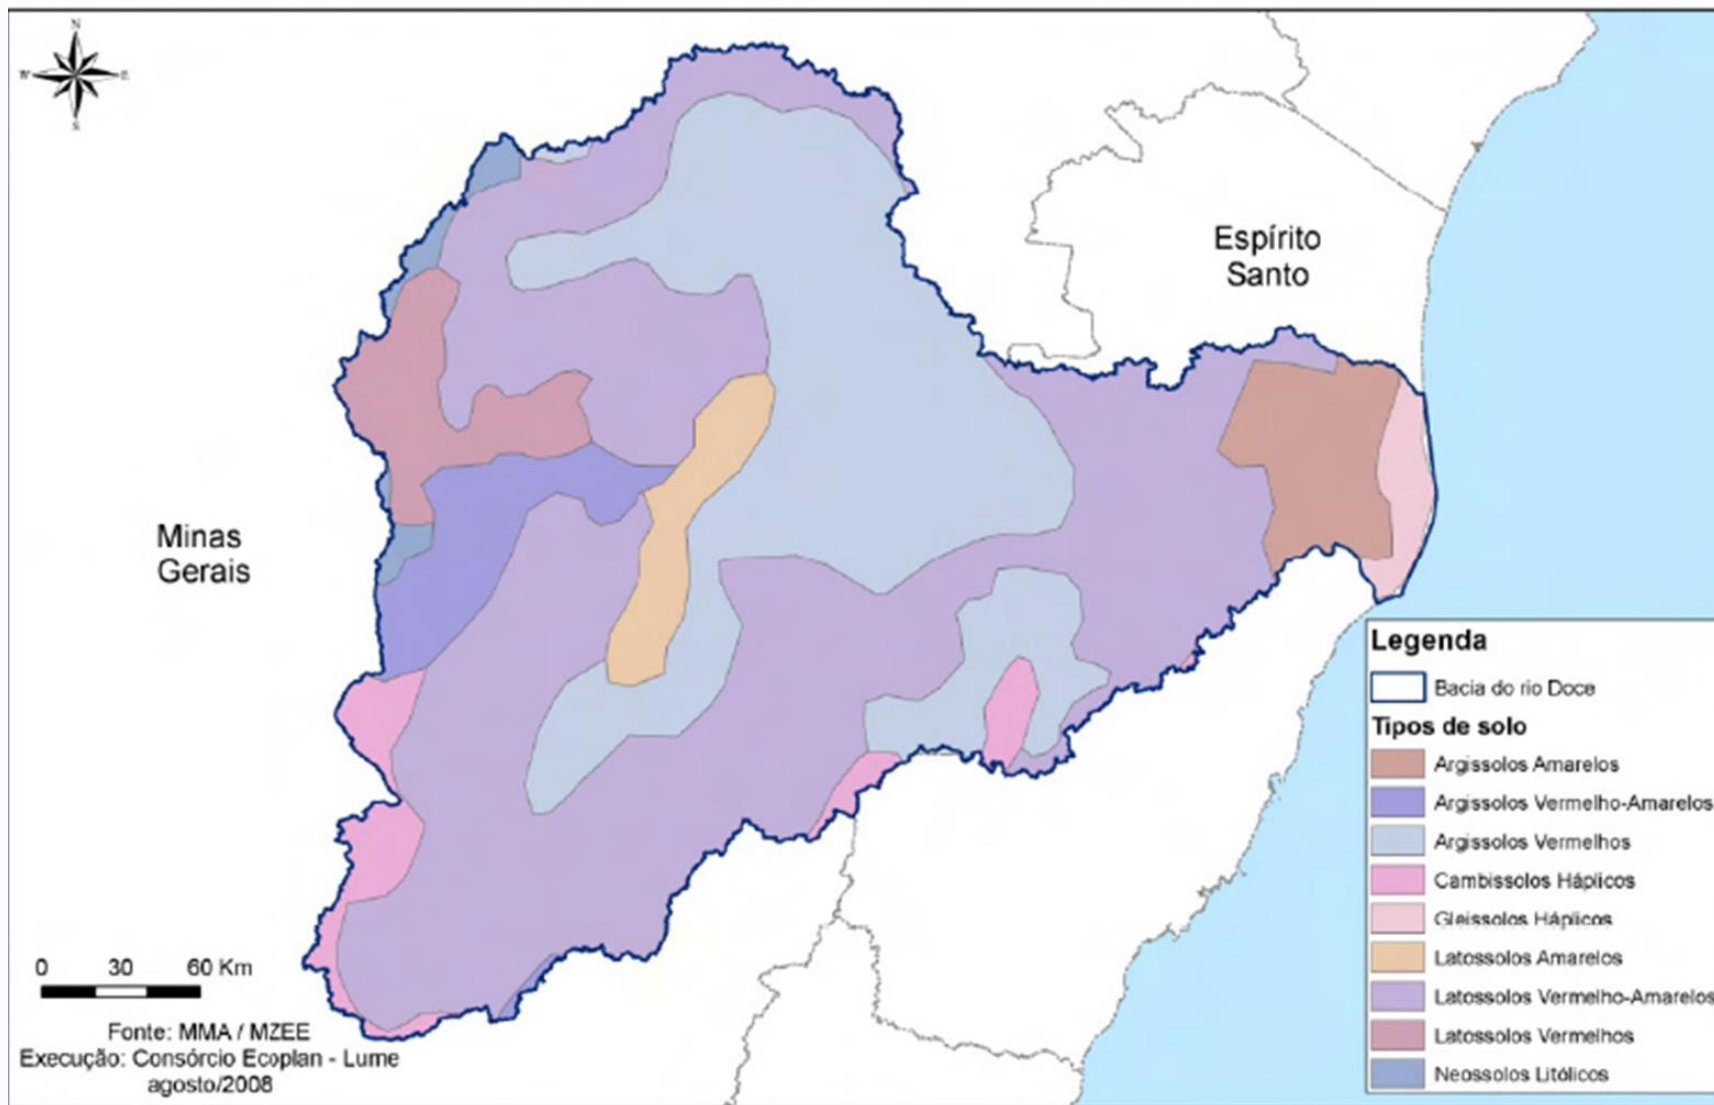 N
W E
S
Espírito
Santo
Minas
Gerais
0 30 60 Km
Fonte: MMA / MZEE
Execução: Consórcio Ecoplan - Lume
agosto/2008
Legenda
Bacia do rio Doce
Tipos de solo
Argissolos Amarelos
Argissolos Vermelho-Amarelos
Argissolos Vermelhos
Cambissolos Háplicos
Gleissolos Háplicos
Latossolos Amarelos
Latossolos Vermelho-Amarelos
Latossolos Vermelhos
Neossolos Litólicos